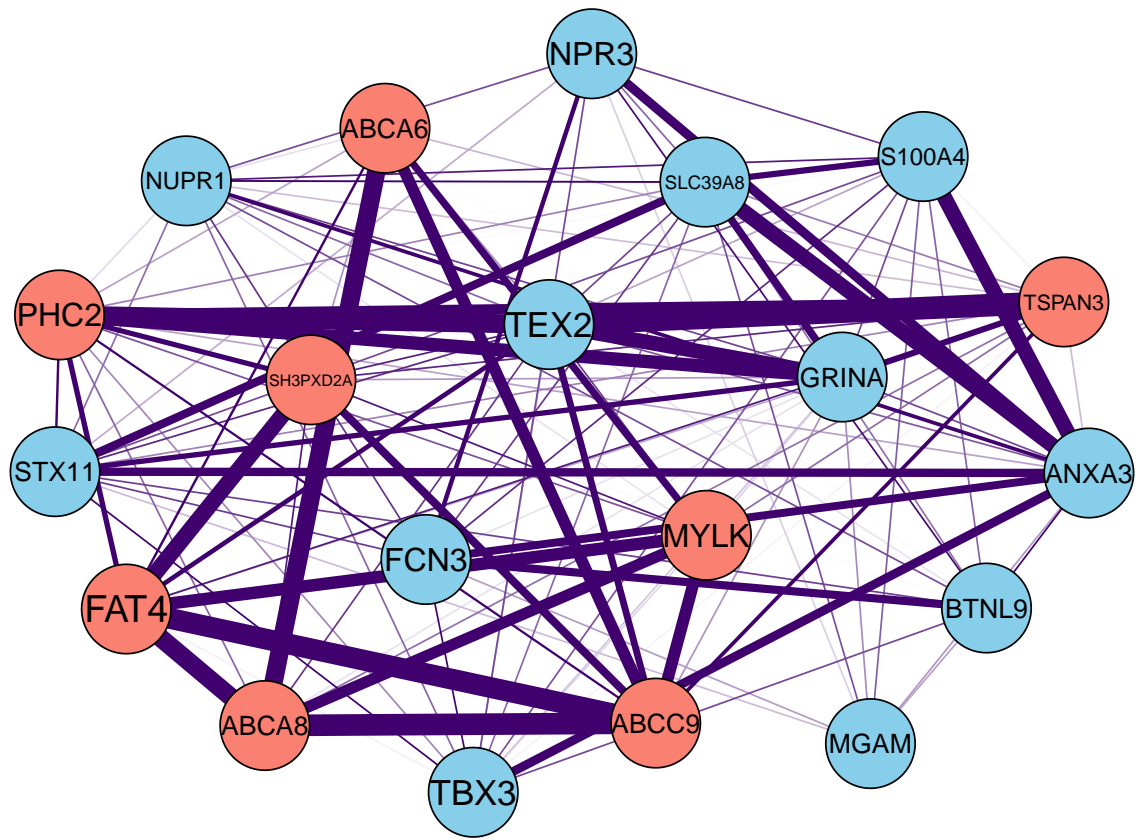 NPR3
ABCA6
S100A4
NUPR1
SLC39A8
TSPAN3
PHC2
TEX2
SH3PXD2A
GRINA
STX11
ANXA3
MYLK
FCN3
FAT4
BTNL9
ABCA8
ABCC9
MGAM
TBX3